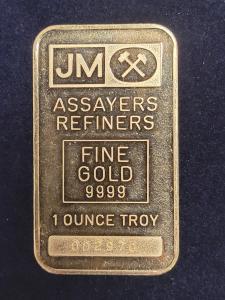 JM
ASSAYERS
REFINERS
FINE
GOLD
9999
1 OUNCE TROY